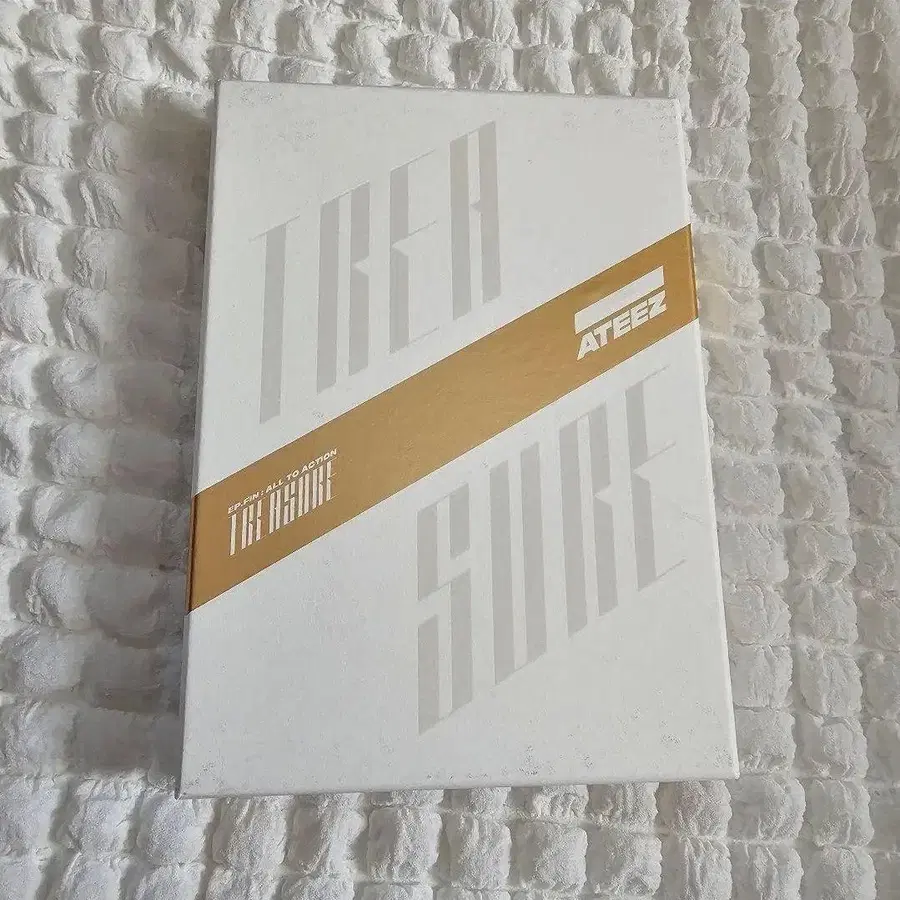 TREA
ATEEZ
EP.FIN : ALL TO ACTION
TREASURE
SURE